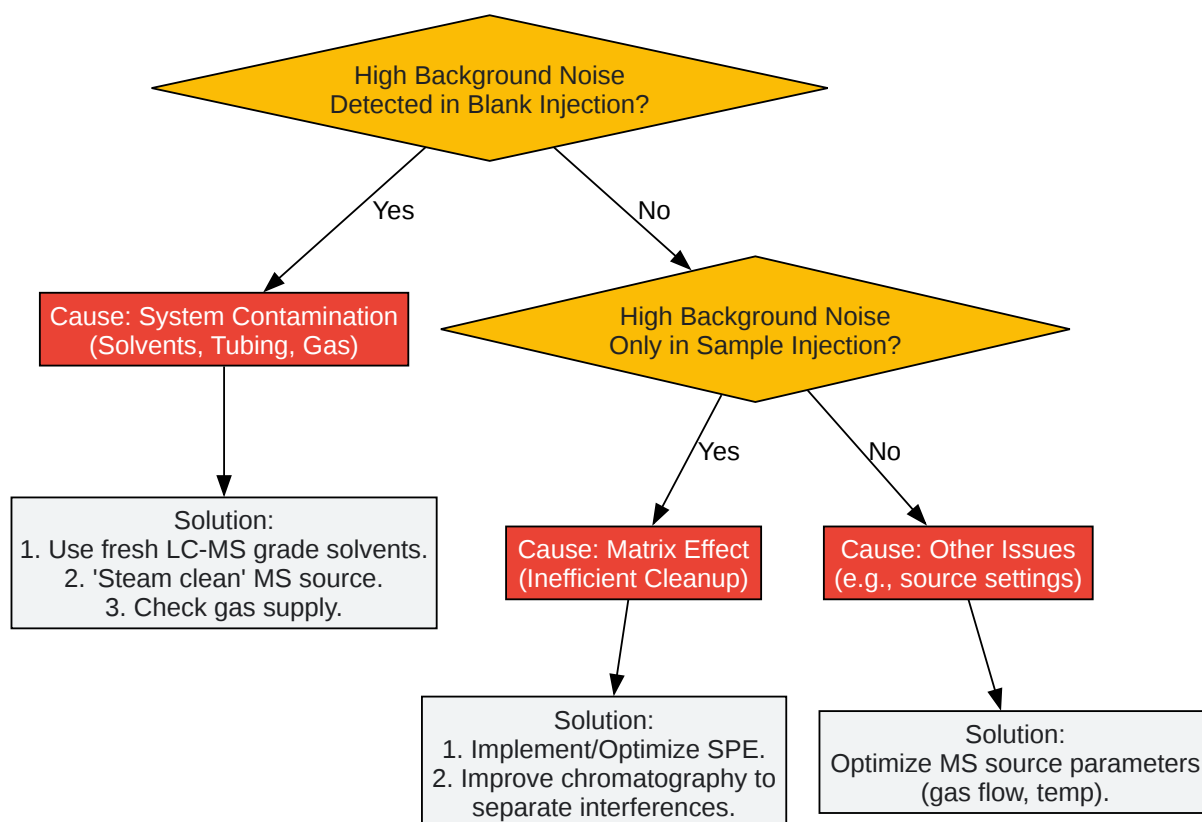 High Background Noise
Detected in Blank Injection?
Yes
No
Cause: System Contamination
(Solvents, Tubing, Gas)
High Background Noise
Only in Sample Injection?
Yes
No
Solution:
1. Use fresh LC-MS grade solvents.
2. 'Steam clean' MS source.
3. Check gas supply.
Cause: Matrix Effect
(Inefficient Cleanup)
Cause: Other Issues
(e.g., source settings)
Solution:
1. Implement/Optimize SPE.
2. Improve chromatography to
separate interferences.
Solution:
Optimize MS source parameters
(gas flow, temp).